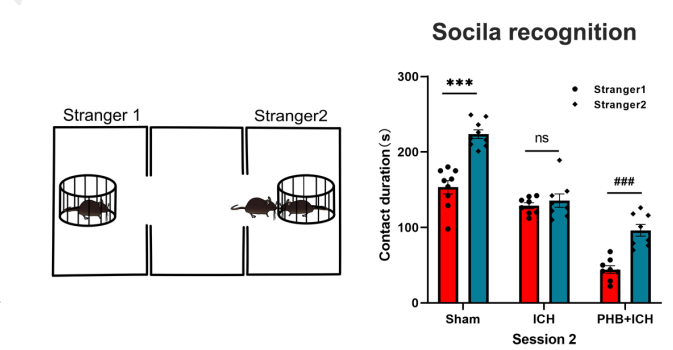 Socila recognition
Stranger 1
Stranger2
Contact duration(s)
300
200
100
0
***
ns
###
Stranger1
Stranger2
Sham
ICH
PHB+ICH
Session 2